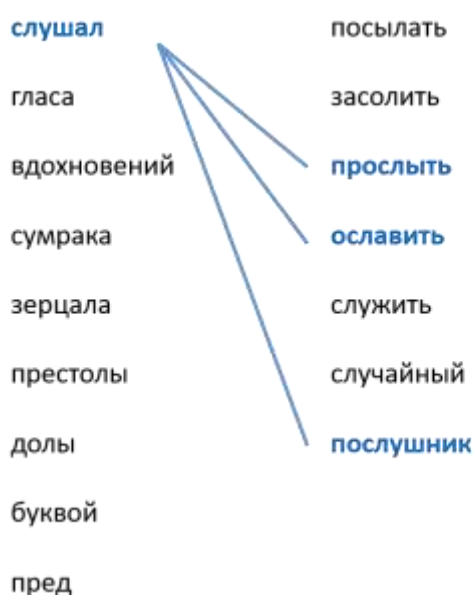 слушал посылать
гласа засолить
вдохновений прослыть
сумрака ославить
зерцала служить
престолы случайный
долы послушник
буквой
пред